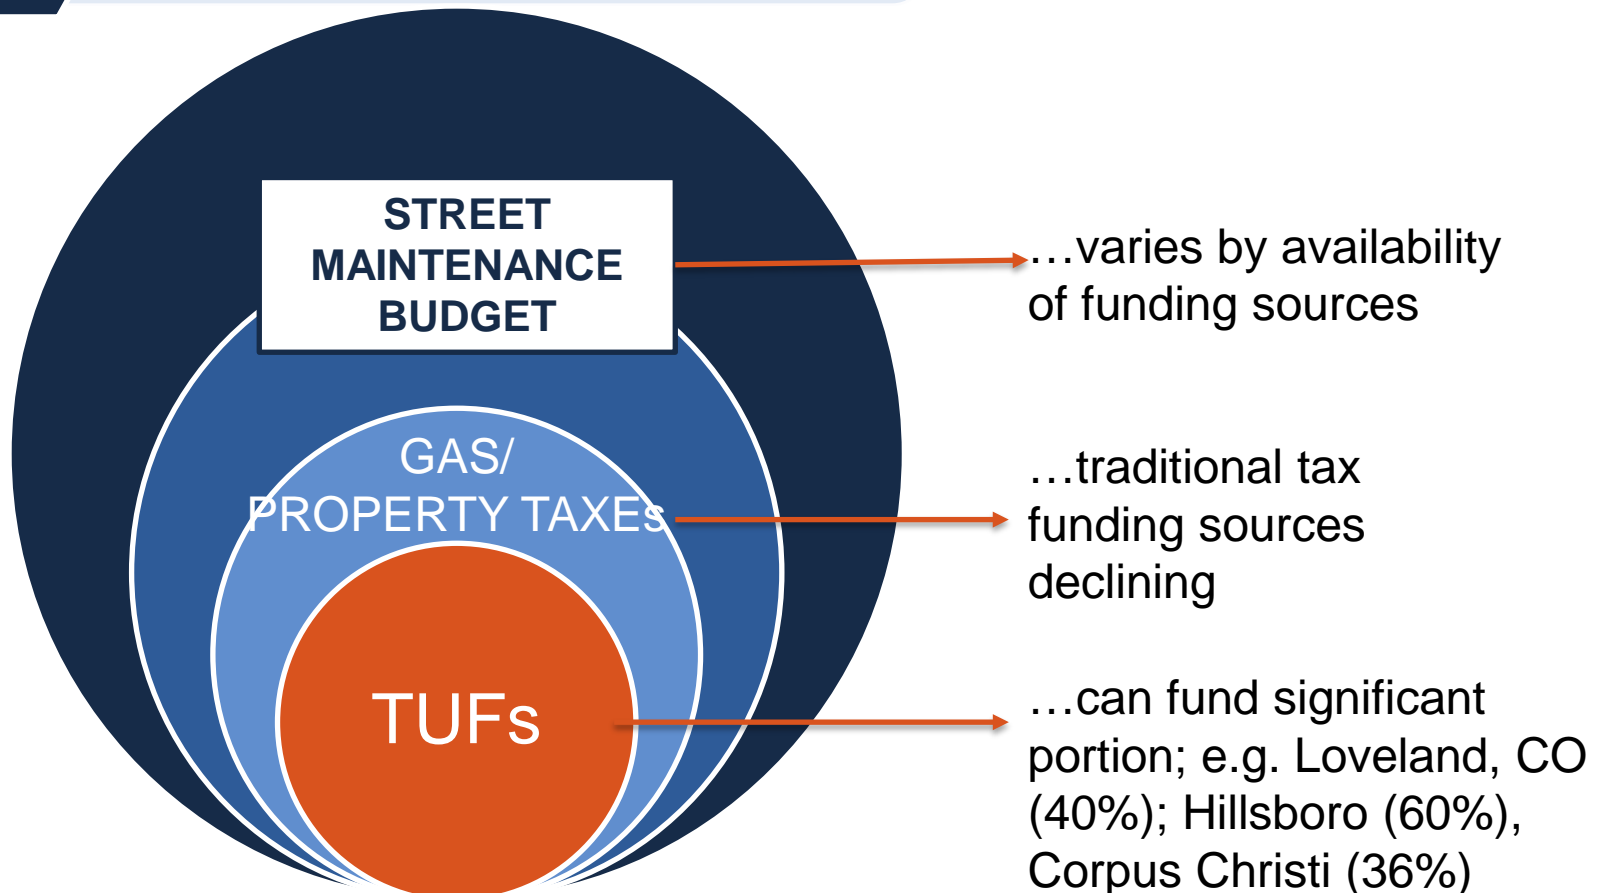 STREET
MAINTENANCE
BUDGET
…varies by availability
of funding sources
GAS/
PROPERTY TAXEs
…traditional tax
funding sources
declining
TUFs
…can fund significant
portion; e.g. Loveland, CO
(40%); Hillsboro (60%),
Corpus Christi (36%)